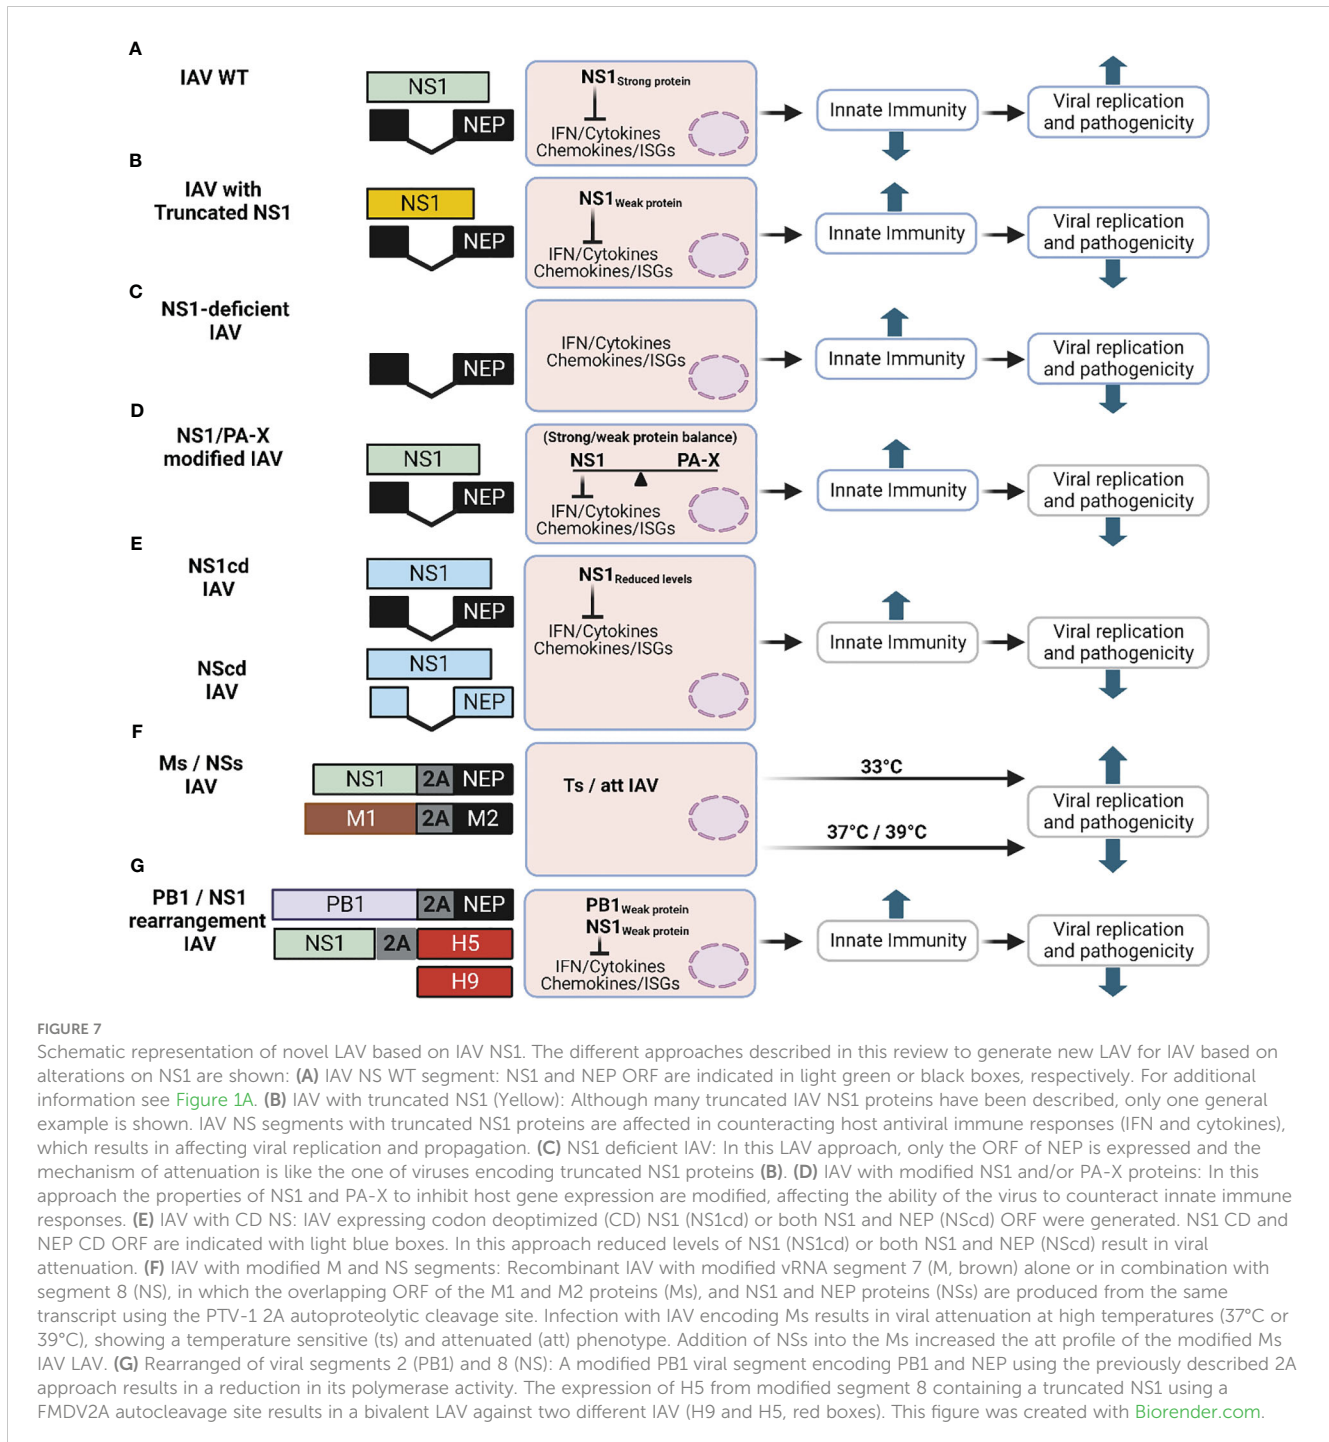 A
IAV WT
NS1
NEP
NS1Strong protein
IFN/Cytokines
Chemokines/ISGs
Innate Immunity
Viral replication
and pathogenicity
B
IAV with
Truncated NS1
NS1
NEP
NS1Weak protein
IFN/Cytokines
Chemokines/ISGs
Innate Immunity
Viral replication
and pathogenicity
C
NS1-deficient
IAV
NEP
IFN/Cytokines
Chemokines/ISGs
Innate Immunity
Viral replication
and pathogenicity
D
NS1/PA-X
modified IAV
NS1
NEP
(Strong/weak protein balance)
NS1 PA-X
IFN/Cytokines
Chemokines/ISGs
Innate Immunity
Viral replication
and pathogenicity
E
NS1cd
IAV
NS1
NEP
NScd
IAV
NS1
NEP
NS1Reduced levels
IFN/Cytokines
Chemokines/ISGs
Innate Immunity
Viral replication
and pathogenicity
F
Ms / NSs
IAV
NS1 2A NEP
M1 2A M2
Ts / att IAV
33°C
37°C / 39°C
Viral replication
and pathogenicity
G
PB1 / NS1
rearrangement
IAV
PB1 2A NEP
NS1 2A H5
H9
PB1Weak protein
NS1Weak protein
IFN/Cytokines
Chemokines/ISGs
Innate Immunity
Viral replication
and pathogenicity
FIGURE 7
Schematic representation of novel LAV based on IAV NS1. The different approaches described in this review to generate new LAV for IAV based on
alterations on NS1 are shown: (A) IAV NS WT segment: NS1 and NEP ORF are indicated in light green or black boxes, respectively. For additional
information see Figure 1A. (B) IAV with truncated NS1 (Yellow): Although many truncated IAV NS1 proteins have been described, only one general
example is shown. IAV NS segments with truncated NS1 proteins are affected in counteracting host antiviral immune responses (IFN and cytokines),
which results in affecting viral replication and propagation. (C) NS1 deficient IAV: In this LAV approach, only the ORF of NEP is expressed and the
mechanism of attenuation is like the one of viruses encoding truncated NS1 proteins (B). (D) IAV with modified NS1 and/or PA-X proteins: In this
approach the properties of NS1 and PA-X to inhibit host gene expression are modified, affecting the ability of the virus to counteract innate immune
responses. (E) IAV with CD NS: IAV expressing codon deoptimized (CD) NS1 (NS1cd) or both NS1 and NEP (NScd) ORF were generated. NS1 CD and
NEP CD ORF are indicated with light blue boxes. In this approach reduced levels of NS1 (NS1cd) or both NS1 and NEP (NScd) result in viral
attenuation. (F) IAV with modified M and NS segments: Recombinant IAV with modified vRNA segment 7 (M, brown) alone or in combination with
segment 8 (NS), in which the overlapping ORF of the M1 and M2 proteins (Ms), and NS1 and NEP proteins (NSs) are produced from the same
transcript using the PTV-1 2A autoproteolytic cleavage site. Infection with IAV encoding Ms results in viral attenuation at high temperatures (37°C or
39°C), showing a temperature sensitive (ts) and attenuated (att) phenotype. Addition of NSs into the Ms increased the att profile of the modified Ms
IAV LAV. (G) Rearranged of viral segments 2 (PB1) and 8 (NS): A modified PB1 viral segment encoding PB1 and NEP using the previously described 2A
approach results in a reduction in its polymerase activity. The expression of H5 from modified segment 8 containing a truncated NS1 using a
FMDV2A autocleavage site results in a bivalent LAV against two different IAV (H9 and H5, red boxes). This figure was created with Biorender.com.